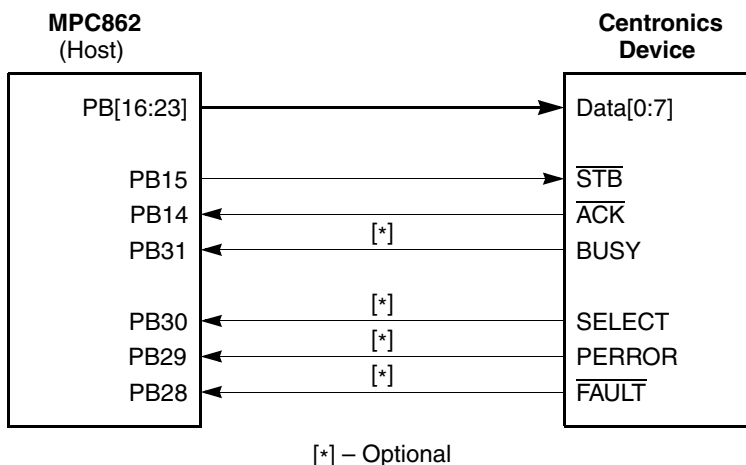 MPC862
(Host)
Centronics
Device
PB[16:23]
Data[0:7]
PB15
STB
PB14
ACK
[*]
PB31
BUSY
[*]
PB30
SELECT
[*]
PB29
PERROR
[*]
PB28
FAULT
[*] – Optional